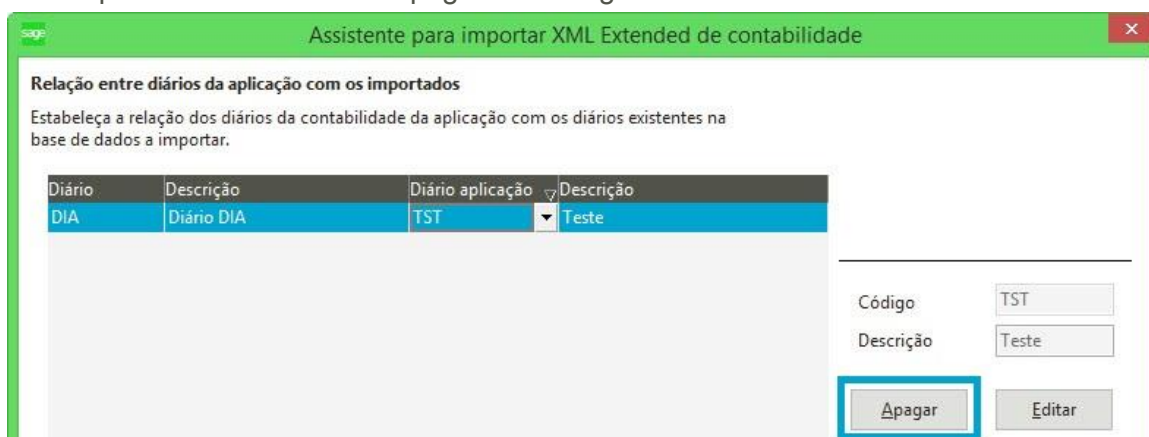 sage
Assistente para importar XML Extended de contabilidade
Relação entre diários da aplicação com os importados
Estabeleça a relação dos diários da contabilidade da aplicação com os diários existentes na
base de dados a importar.
Diário Descrição Diário aplicação Descrição
DIA Diário DIA TST Teste
Código TST
Descrição Teste
Apagar Editar